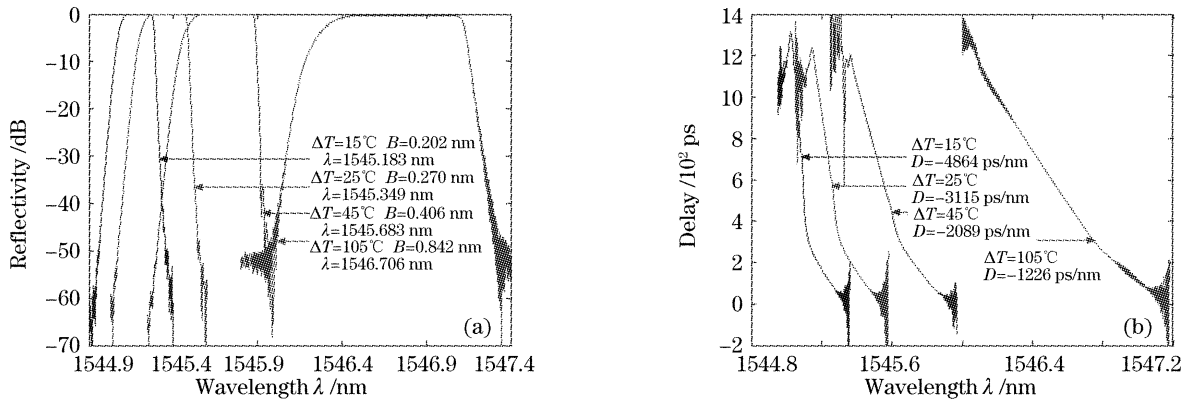 0
−10
−20
−30
−40
−50
−60
−70
Reflectivity /dB
ΔT=15℃ B=0.202 nm
λ=1545.183 nm
ΔT=25℃ B=0.270 nm
λ=1545.349 nm
ΔT=45℃ B=0.406 nm
λ=1545.683 nm
ΔT=105℃ B=0.842 nm
λ=1546.706 nm
(a)
1544.9 1545.4 1545.9 1546.4 1546.9 1547.4
Wavelength λ /nm
14
12
10
8
6
4
2
0
−2
Delay /10² ps
ΔT=15℃
D=−4864 ps/nm
ΔT=25℃
D=−3115 ps/nm
ΔT=45℃
D=−2089 ps/nm
ΔT=105℃
D=−1226 ps/nm
(b)
1544.8 1545.6 1546.4 1547.2
Wavelength λ /nm